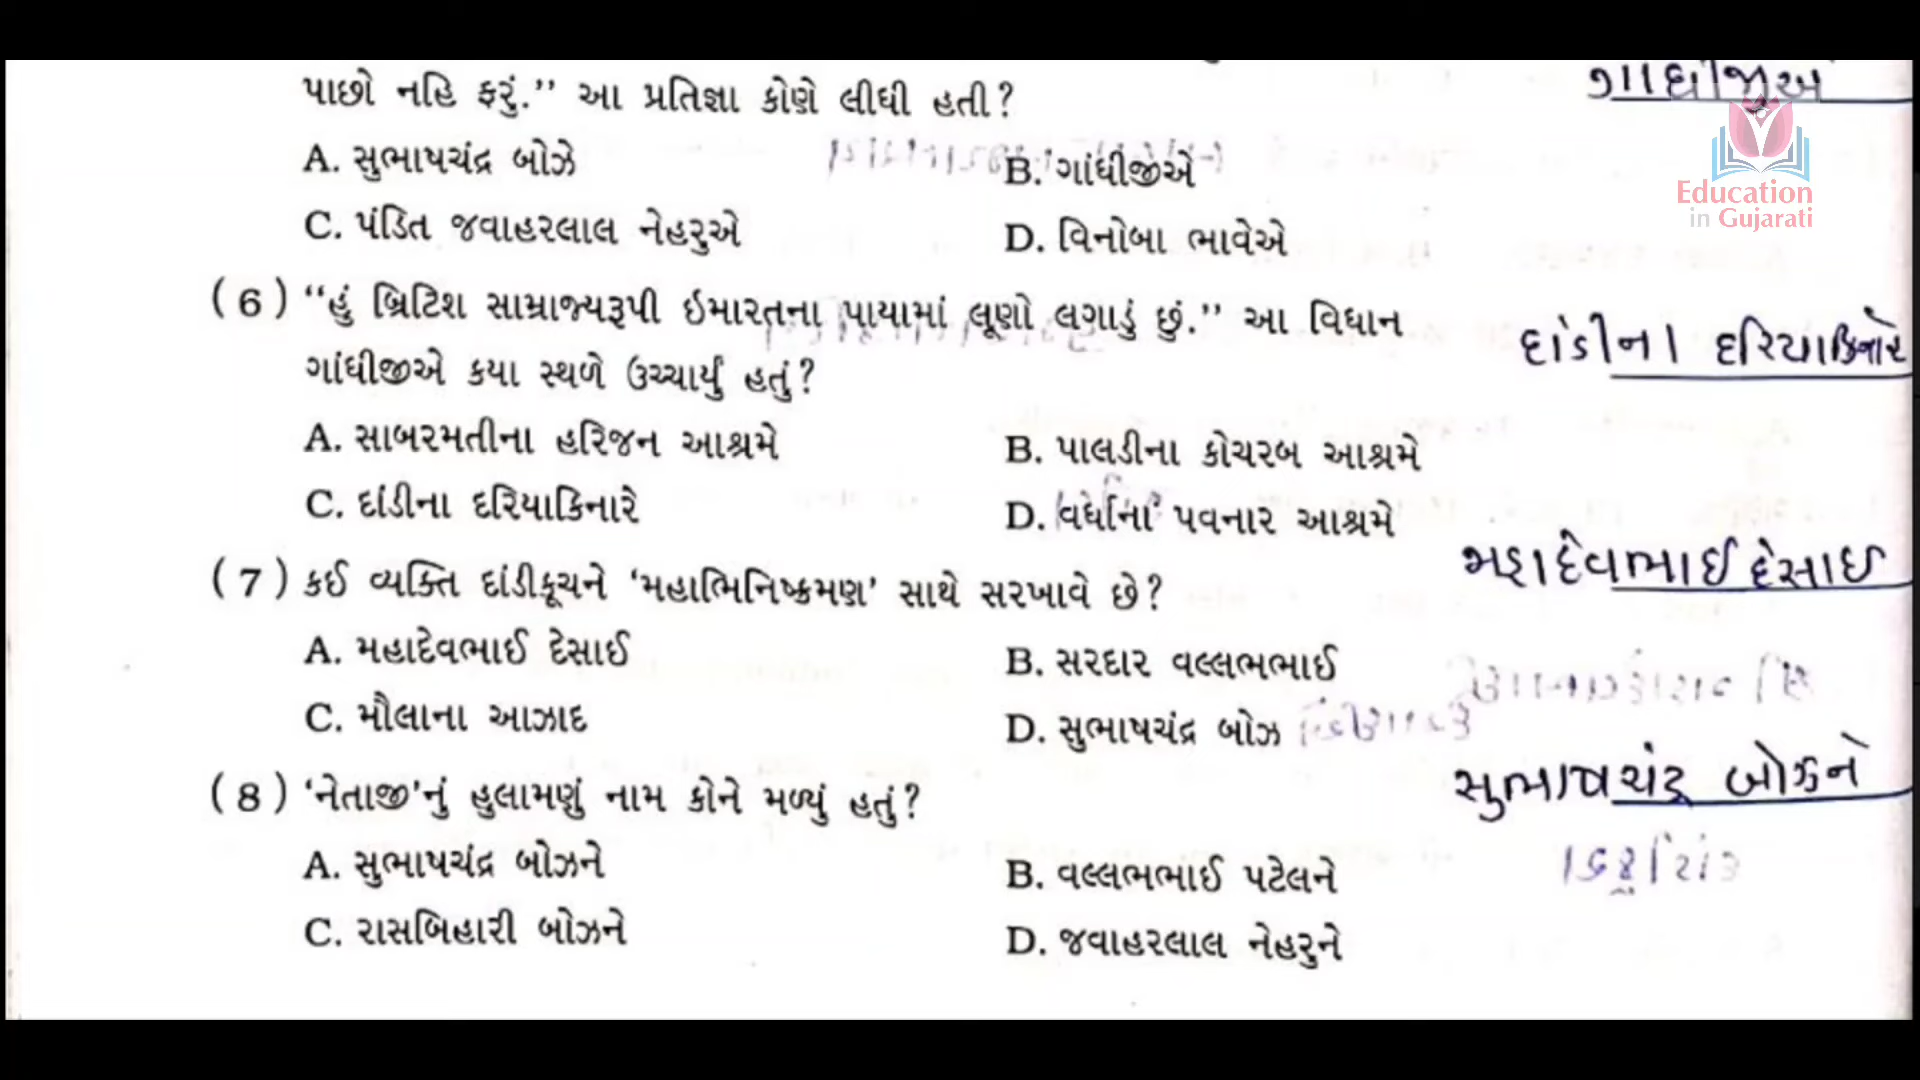 પાછો નહિ ફરું.” આ પ્રતિજ્ઞા કોણે લીધી હતી?
ગાંધીજીએ
A. સુભાષચંદ્ર બોઝે
B. ગાંધીજીએ
C. પંડિત જવાહરલાલ નેહરુએ
D. વિનોબા ભાવેએ
Education
in Gujarati
(6) “હું બ્રિટિશ સામ્રાજ્યરૂપી ઇમારતના પાયામાં લૂણો લગાડું છું.” આ વિધાન
ગાંધીજીએ કયા સ્થળે ઉચ્ચાર્યું હતું?
દાંડીના દરિયાકિનારે
A. સાબરમતીના હરિજન આશ્રમે
B. પાલડીના કોચરબ આશ્રમે
C. દાંડીના દરિયાકિનારે
D. વર્ધાના પવનાર આશ્રમે
(7) કઈ વ્યક્તિ દાંડીકૂચને ‘મહાભિનિષ્ક્રમણ’ સાથે સરખાવે છે?
મહાદેવભાઈ દેસાઈ
A. મહાદેવભાઈ દેસાઈ
B. સરદાર વલ્લભભાઈ
C. મૌલાના આઝાદ
D. સુભાષચંદ્ર બોઝ
(8) ‘નેતાજી’નું હુલામણું નામ કોને મળ્યું હતું?
સુભાષચંદ્ર બોઝને
A. સુભાષચંદ્ર બોઝને
B. વલ્લભભાઈ પટેલને
C. રાસબિહારી બોઝને
D. જવાહરલાલ નેહરુને